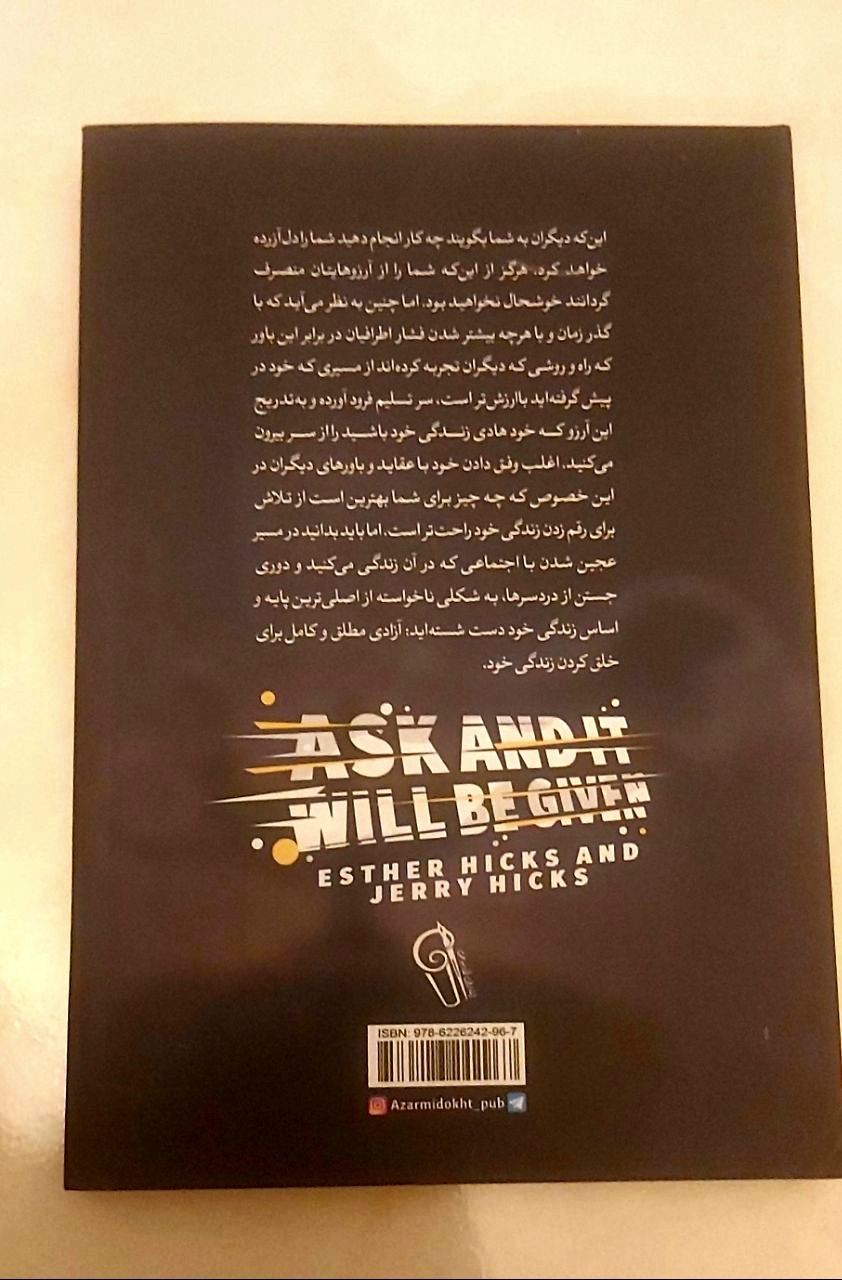 این‌که دیگران به شما بگویند چه کار انجام دهید شما را دل‌آزرده
خواهد کرد. هرگز از این‌که شما را از آرزوهایتان منصرف
گردانند خوشحال نخواهید بود. اما چنین به نظر می‌آید که با
گذر زمان و با هرچه بیشتر شدن فشار اطرافیان در برابر این باور
که راه و روشی که دیگران تجربه کرده‌اند از مسیری که خود در
پیش گرفته‌اید باارزش‌تر است، سر تسلیم فرود آورده و به‌تدریج
این آرزو که خود هادی زندگی خود باشید را از سر بیرون
می‌کنید. اغلب وفق دادن خود با عقاید و باورهای دیگران در
این خصوص که چه چیز برای شما بهترین است از تلاش
برای رقم زدن زندگی خود راحت‌تر است. اما باید بدانید در مسیر
عجین شدن با اجتماعی که در آن زندگی می‌کنید و دوری
جستن از دردسرها، به شکلی ناخواسته از اصلی‌ترین پایه و
اساس زندگی خود دست شسته‌اید: آزادی مطلق و کامل برای
خلق کردن زندگی خود.
ASK AND IT
WILL BE GIVEN
ESTHER HICKS AND
JERRY HICKS
ISBN: 978-6226242-96-7
Azarmidokht_pub